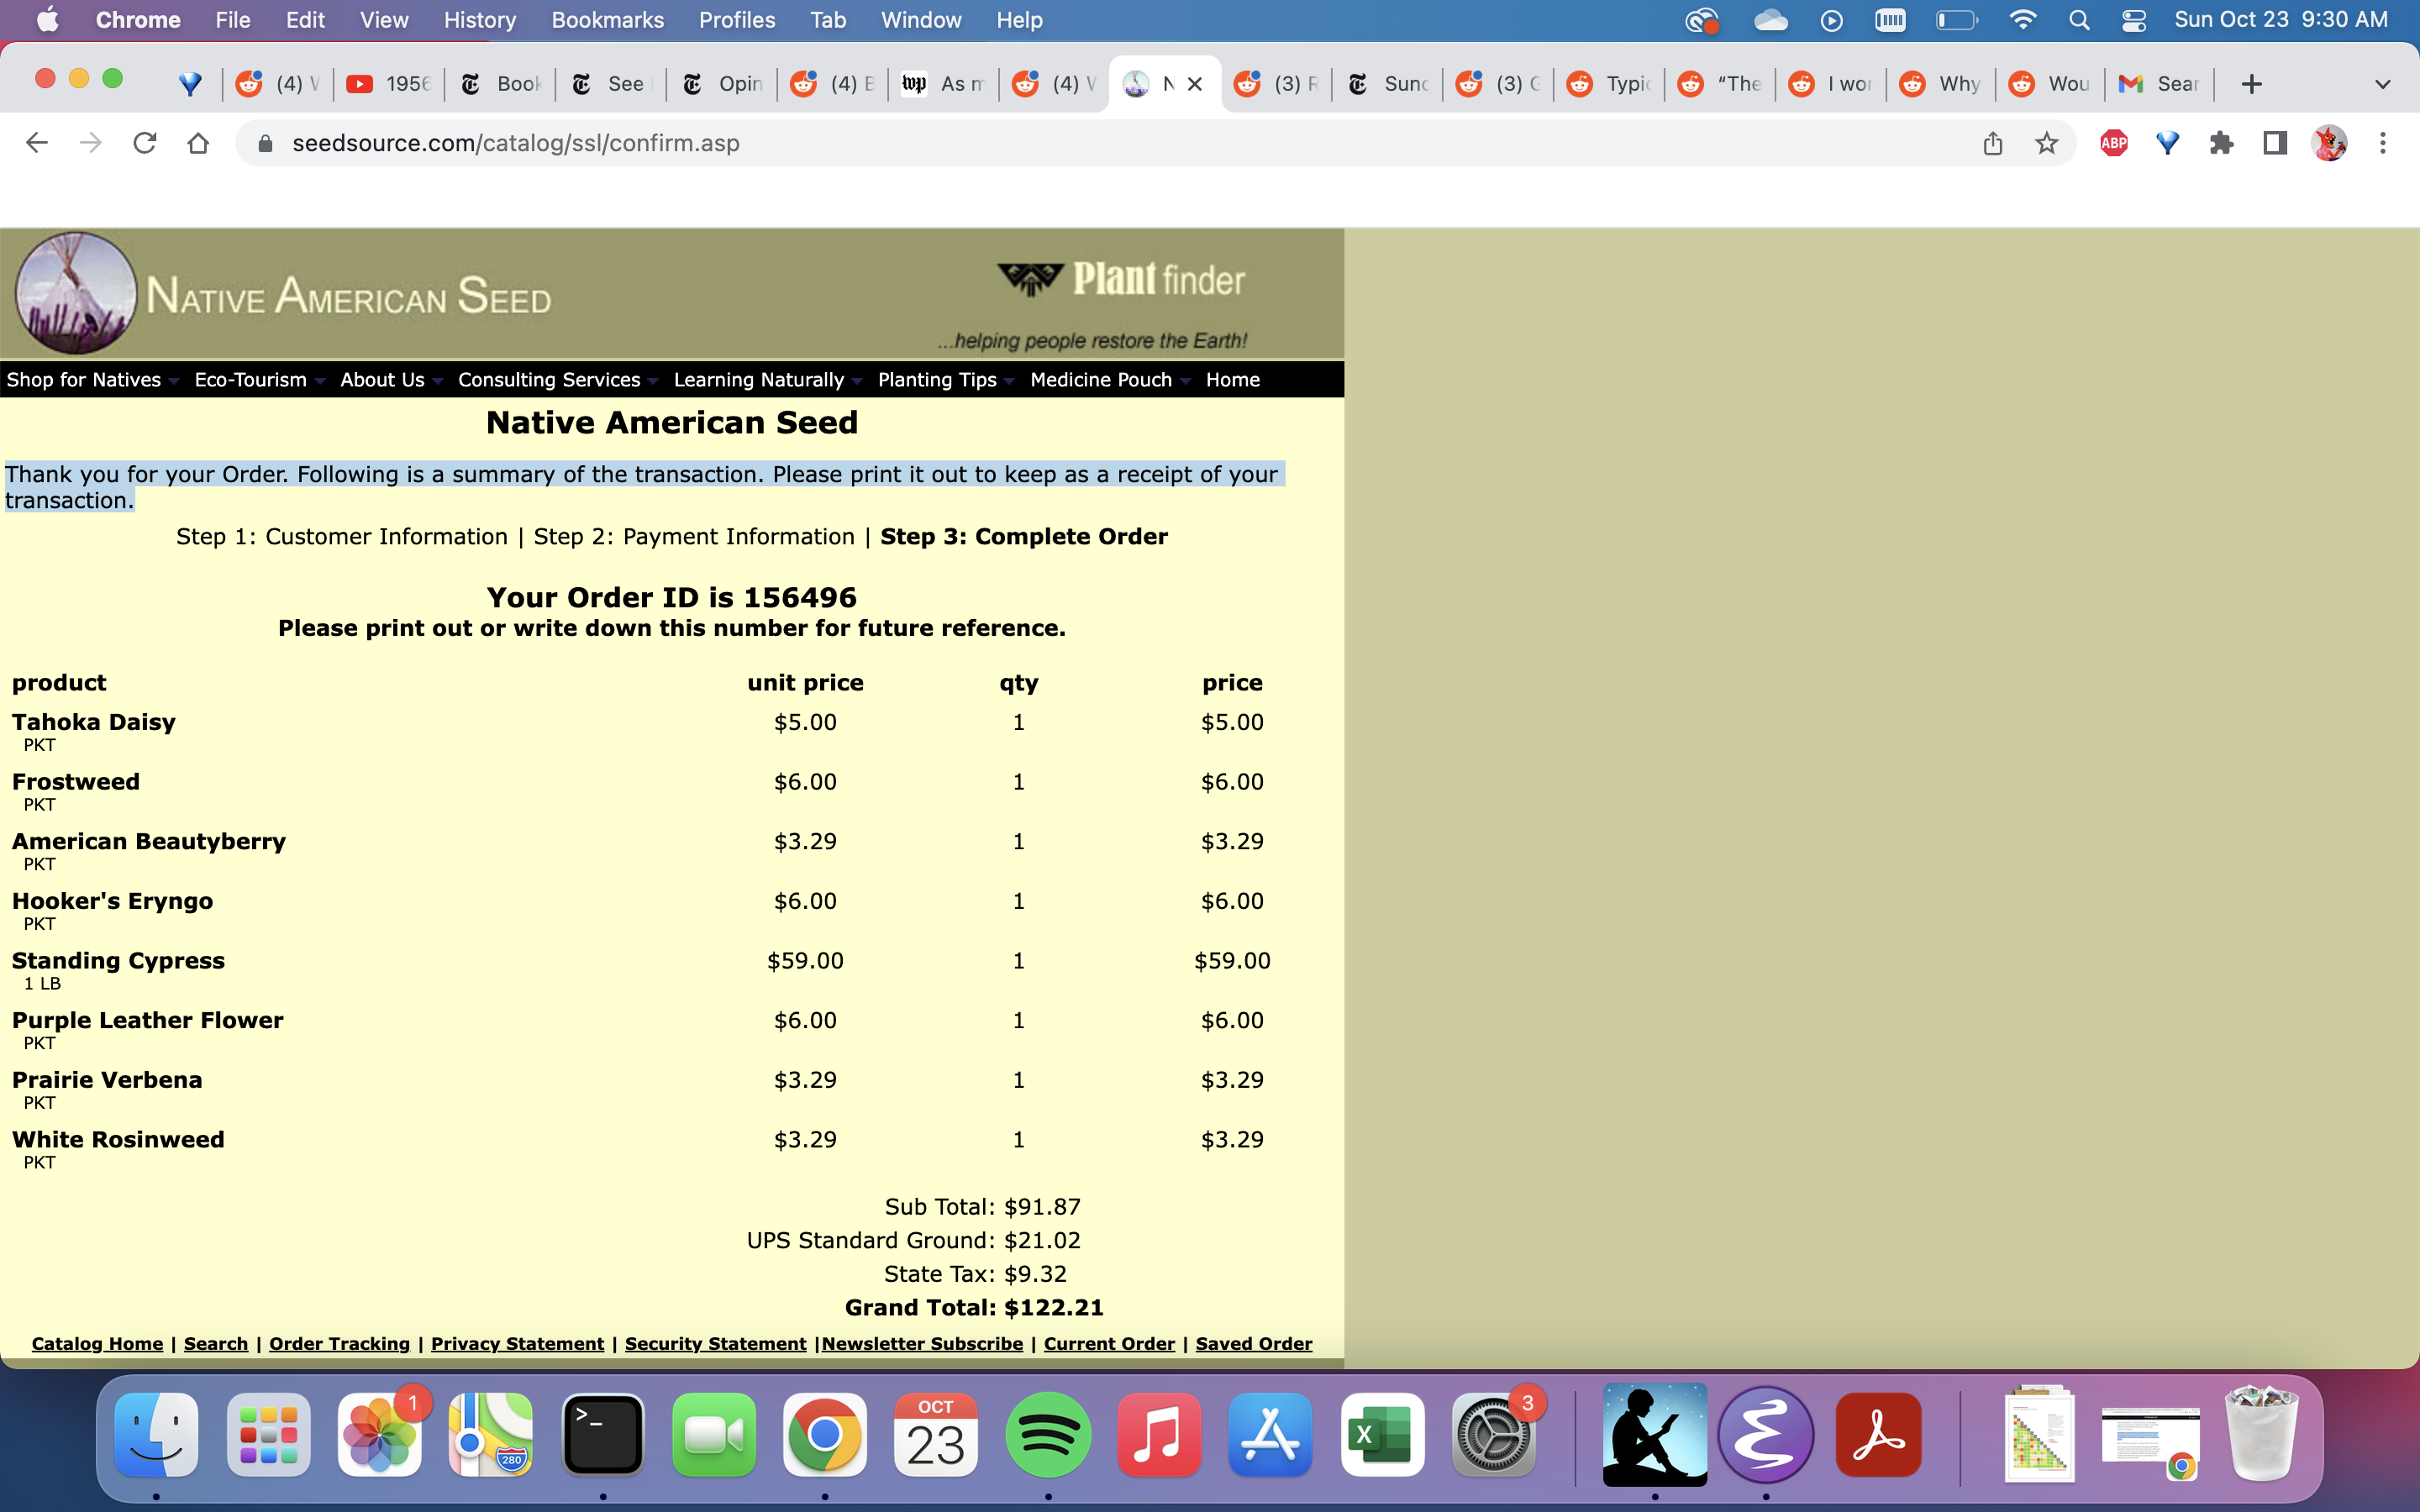 Chrome File Edit View History Bookmarks Profiles Tab Window Help Sun Oct 23 9:30 AM
(4) 1956 Book See Opin (4) As m (4) (3) Sunc (3) Typic “The I wor Why Wou Sear
seedsource.com/catalog/ssl/confirm.asp ABP
NATIVE AMERICAN SEED
Plant finder
...helping people restore the Earth!
Shop for Natives Eco-Tourism About Us Consulting Services Learning Naturally Planting Tips Medicine Pouch Home
Native American Seed
Thank you for your Order. Following is a summary of the transaction. Please print it out to keep as a receipt of your
transaction.
Step 1: Customer Information | Step 2: Payment Information | Step 3: Complete Order
Your Order ID is 156496
Please print out or write down this number for future reference.
product unit price qty price
Tahoka Daisy $5.00 1 $5.00
PKT
Frostweed $6.00 1 $6.00
PKT
American Beautyberry $3.29 1 $3.29
PKT
Hooker's Eryngo $6.00 1 $6.00
PKT
Standing Cypress $59.00 1 $59.00
1 LB
Purple Leather Flower $6.00 1 $6.00
PKT
Prairie Verbena $3.29 1 $3.29
PKT
White Rosinweed $3.29 1 $3.29
PKT
Sub Total: $91.87
UPS Standard Ground: $21.02
State Tax: $9.32
Grand Total: $122.21
Catalog Home | Search | Order Tracking | Privacy Statement | Security Statement |Newsletter Subscribe | Current Order | Saved Order
1 280 OCT 23 X 3